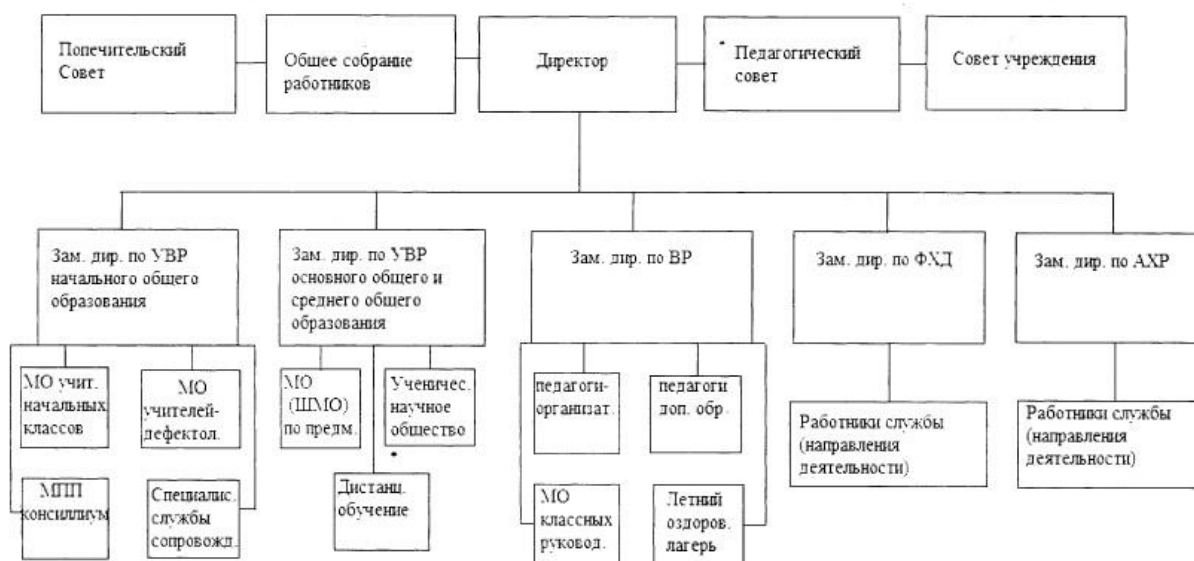 Попечительский
Совет
Общее собрание
работников
Директор
Педагогический
совет
Совет учреждения
Зам. дир. по УВР
начального общего
образования
Зам. дир. по УВР
основного общего и
среднего общего
образования
Зам. дир. по ВР
Зам. дир. по ФХД
Зам. дир. по АХР
МО учит.
начальных
классов
МО
учителей-
дефектол.
МО
(ШМО)
по предм.
Ученичес.
научное
общество
педагоги-
организат.
педагоги
доп. обр.
Работники службы
(направления
деятельности)
Работники службы
(направления
деятельности)
МПП
консиллиум
Специалис.
службы
сопровожд.
Дистанц.
обучение
МО
классных
руковод.
Летний
оздоров.
лагерь